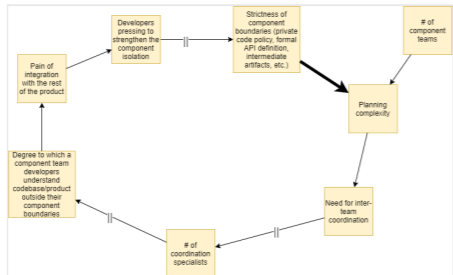 Developers
pressing to
strengthen the
component
isolation
Strictness of
component
boundaries (private
code policy, formal
API definition,
intermediate
artifacts, etc.)
# of
component
teams
Pain of
integration
with the rest
of the product
Planning
complexity
Degree to which a
component team
developers
understand
codebase/product
outside their
component
boundaries
Need for inter-
team
coordination
# of
coordination
specialists